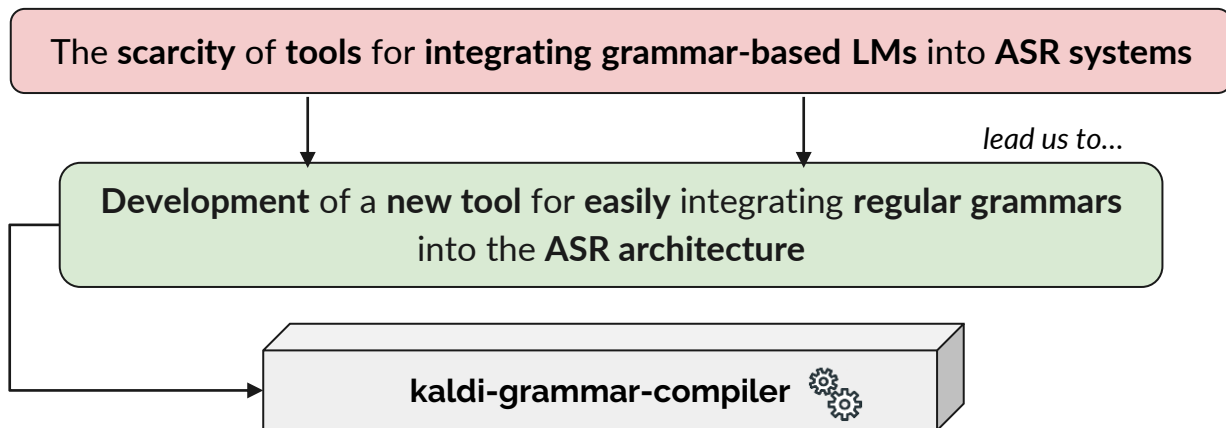 The scarcity of tools for integrating grammar-based LMs into ASR systems
lead us to...
Development of a new tool for easily integrating regular grammars
into the ASR architecture
kaldi-grammar-compiler